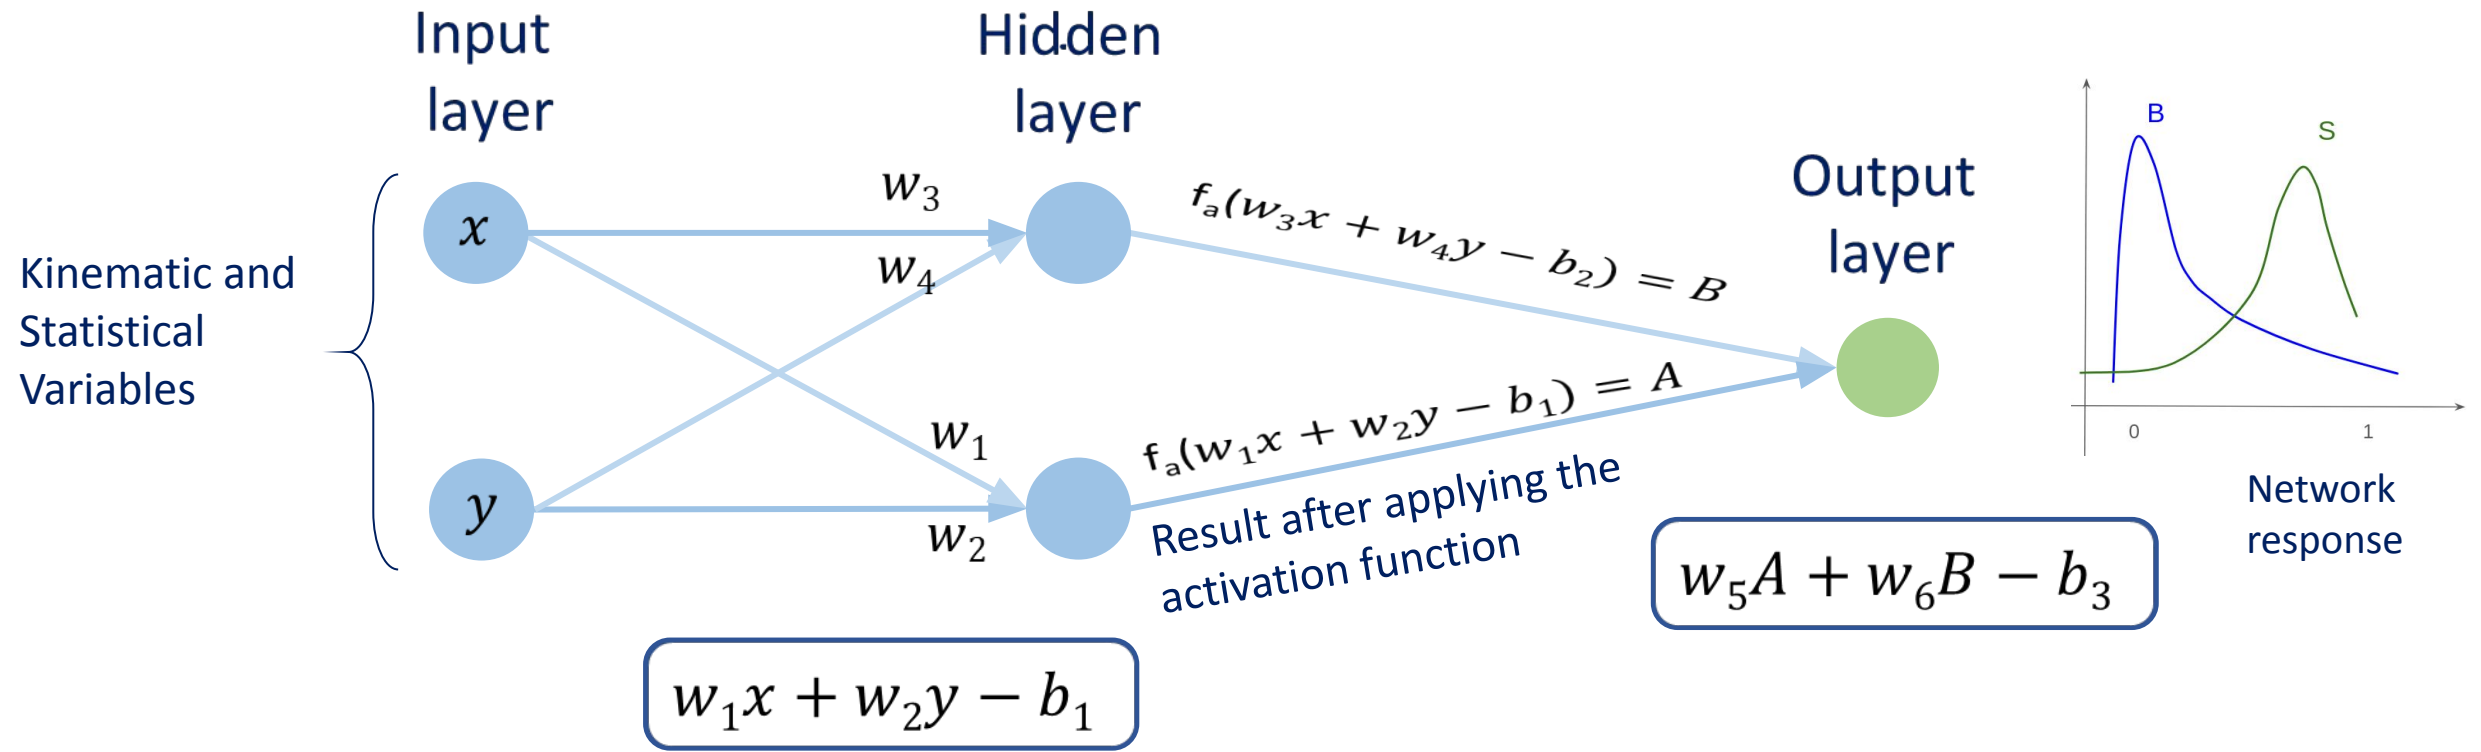 Input
layer
Hidden
layer
Output
layer
Kinematic and
Statistical
Variables
x
y
w₃
w₄
w₁
w₂
fₐ(w₃x + w₄y − b₂) = B
fₐ(w₁x + w₂y − b₁) = A
Result after applying the
activation function
w₁x + w₂y − b₁
w₅A + w₆B − b₃
B
S
0
1
Network
response